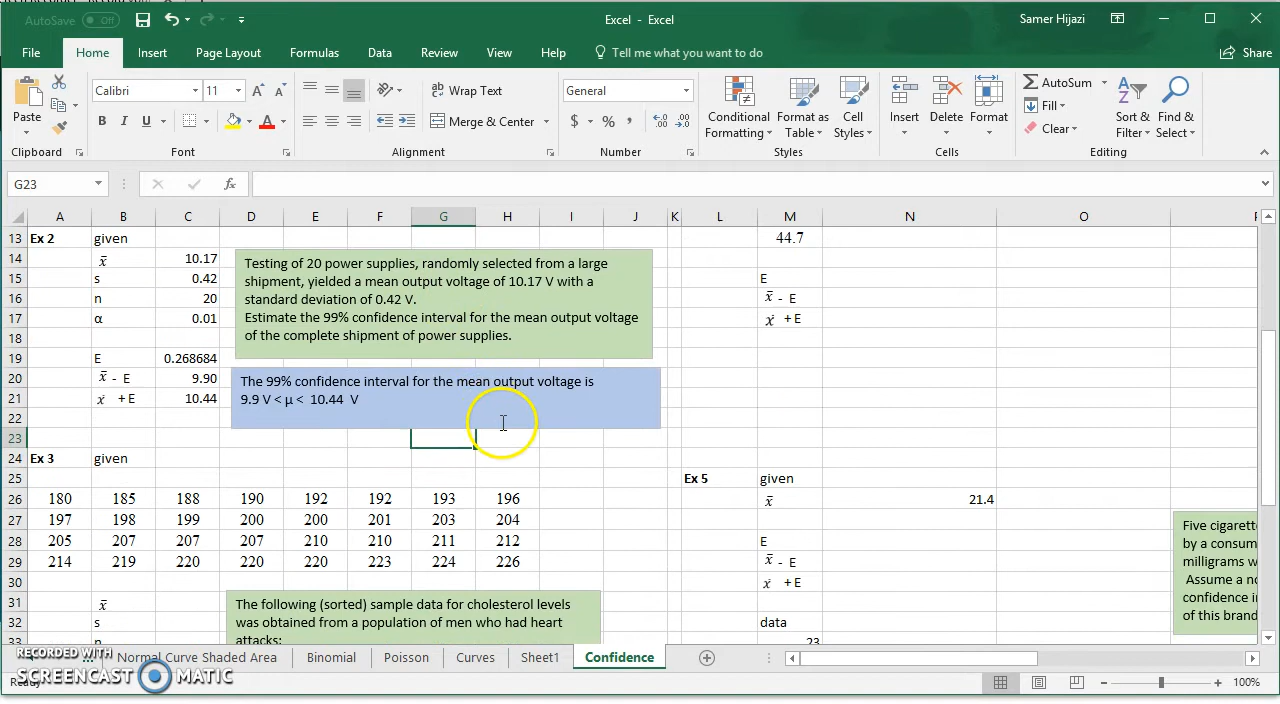 AutoSave Off
Excel - Excel
Samer Hijazi
File Home Insert Page Layout Formulas Data Review View Help Tell me what you want to do Share
Calibri 11 Wrap Text General AutoSum
Paste Fill
B I U Merge & Center $ % , Conditional Formatting Format as Table Cell Styles Insert Delete Format Clear Sort & Filter Find & Select
Clipboard Font Alignment Number Styles Cells Editing
G23 fx
A B C D E F G H I J K L M N O
13 Ex 2 given 44.7
14 x̄ 10.17
15 s 0.42 E
16 n 20 x̄ - E
17 α 0.01 x̄ + E
18
Testing of 20 power supplies, randomly selected from a large
shipment, yielded a mean output voltage of 10.17 V with a
standard deviation of 0.42 V.
Estimate the 99% confidence interval for the mean output voltage
of the complete shipment of power supplies.
19 E 0.268684
20 x̄ - E 9.90
21 x̄ + E 10.44
The 99% confidence interval for the mean output voltage is
9.9 V < μ < 10.44 V
22
23
24 Ex 3 given
25 Ex 5 given
26 180 185 188 190 192 192 193 196 x̄ 21.4
27 197 198 199 200 200 201 203 204
28 205 207 207 207 210 210 211 212 E
29 214 219 220 220 220 223 224 226 x̄ - E
30 x̄ + E
31 x̄
32 s data
33 n 23
The following (sorted) sample data for cholesterol levels
was obtained from a population of men who had heart
attacks:
Five
by a
milligrams
Assume a
confidence
of this
RECORDED WITH
SCREENCAST MATIC
... Normal Curve Shaded Area Binomial Poisson Curves Sheet1 Confidence
100%